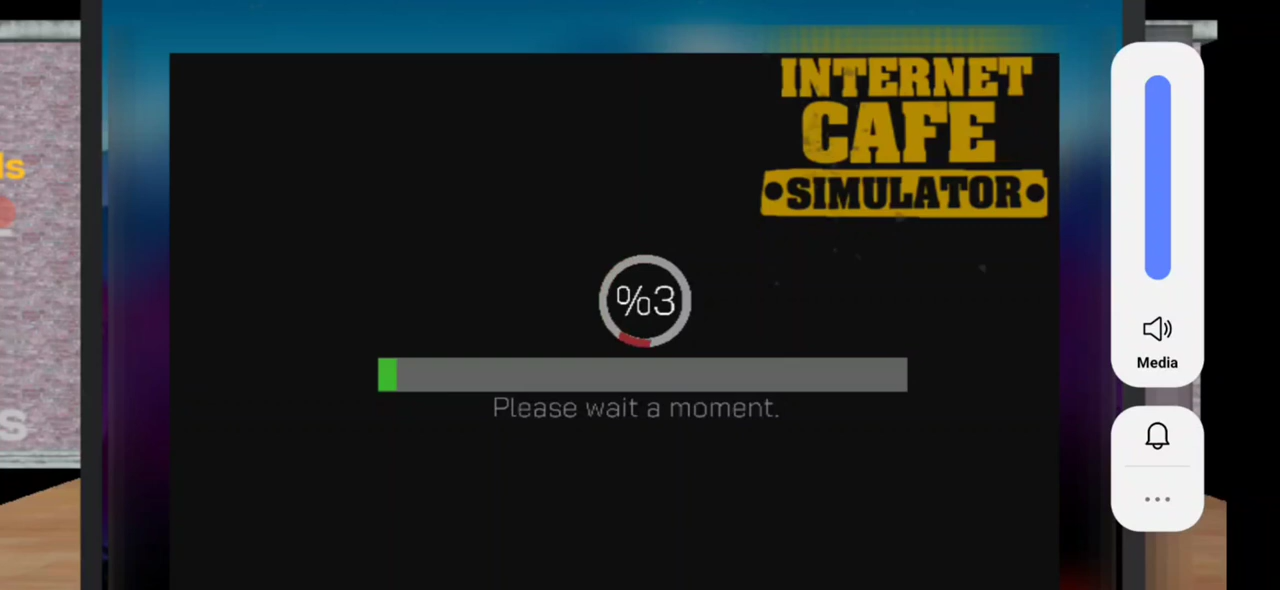 INTERNET
CAFE
SIMULATOR
%3
Please wait a moment.
Media